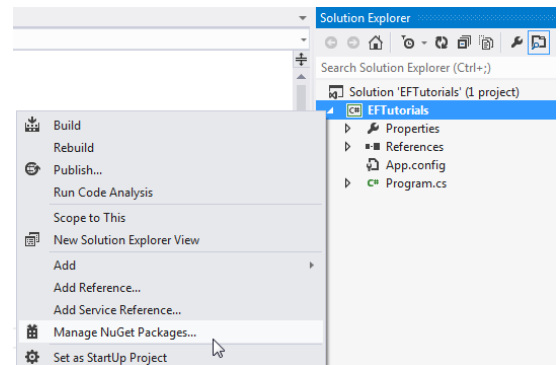 Solution Explorer
Search Solution Explorer (Ctrl+;)
Solution 'EFTutorials' (1 project)
C# EFTutorials
Properties
References
App.config
C# Program.cs
Build
Rebuild
Publish...
Run Code Analysis
Scope to This
New Solution Explorer View
Add
Add Reference...
Add Service Reference...
Manage NuGet Packages...
Set as StartUp Project